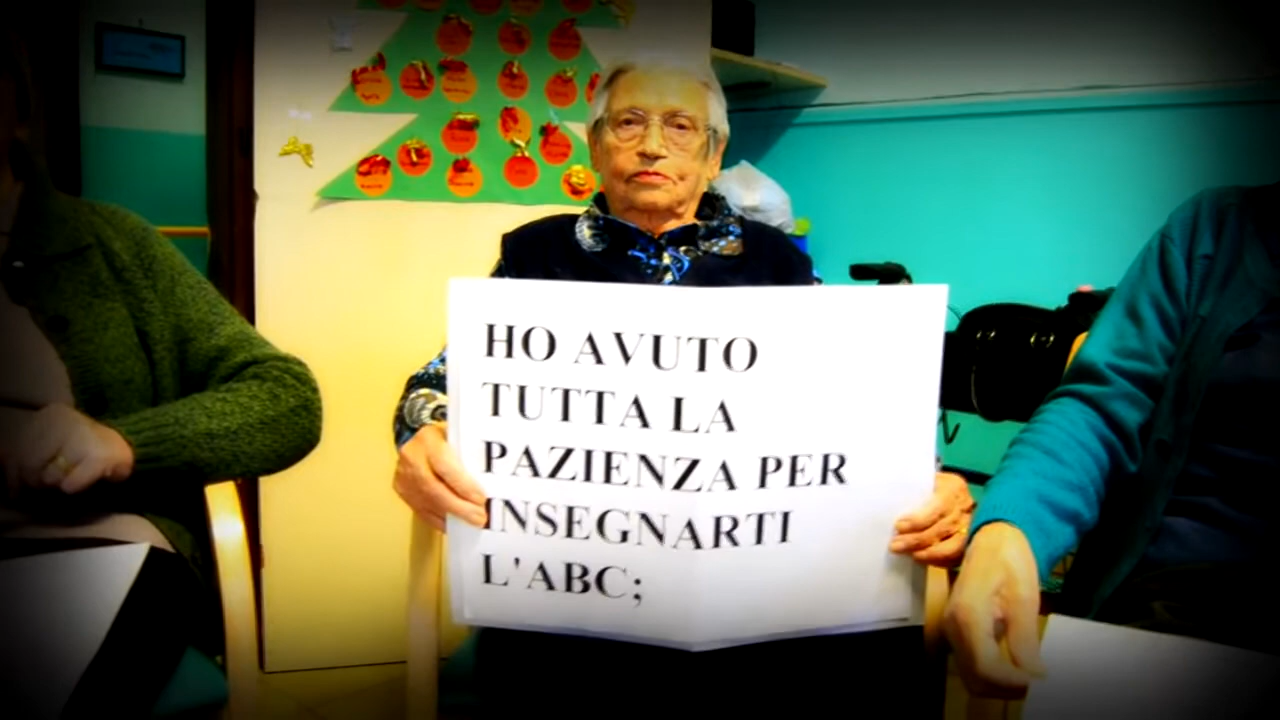 HO AVUTO
TUTTA LA
PAZIENZA PER
INSEGNARTI
L'ABC;